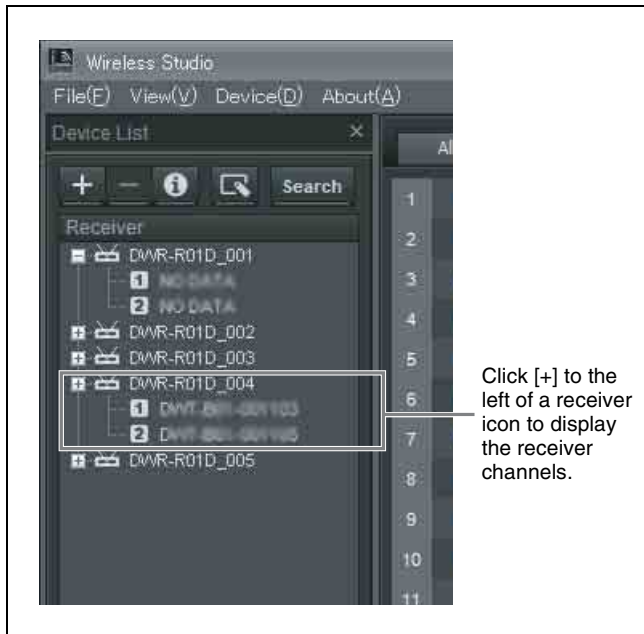 Wireless Studio
File(F) View(V) Device(D) About(A)
Device List
Search
Receiver
DWR-R01D_001
1 NO DATA
2 NO DATA
DWR-R01D_002
DWR-R01D_003
DWR-R01D_004
1
2
DWR-R01D_005
Al
1
2
3
4
5
6
7
8
9
10
11
Click [+] to the
left of a receiver
icon to display
the receiver
channels.